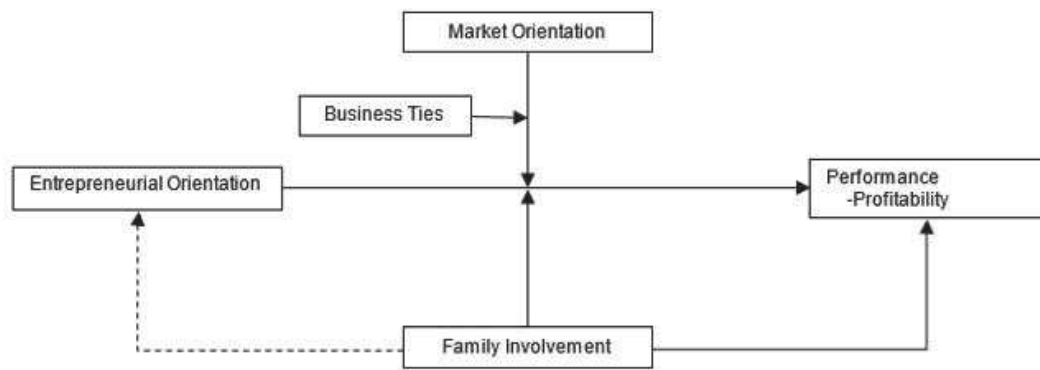 Market Orientation
Business Ties
Entrepreneurial Orientation
Performance
-Profitability
Family Involvement